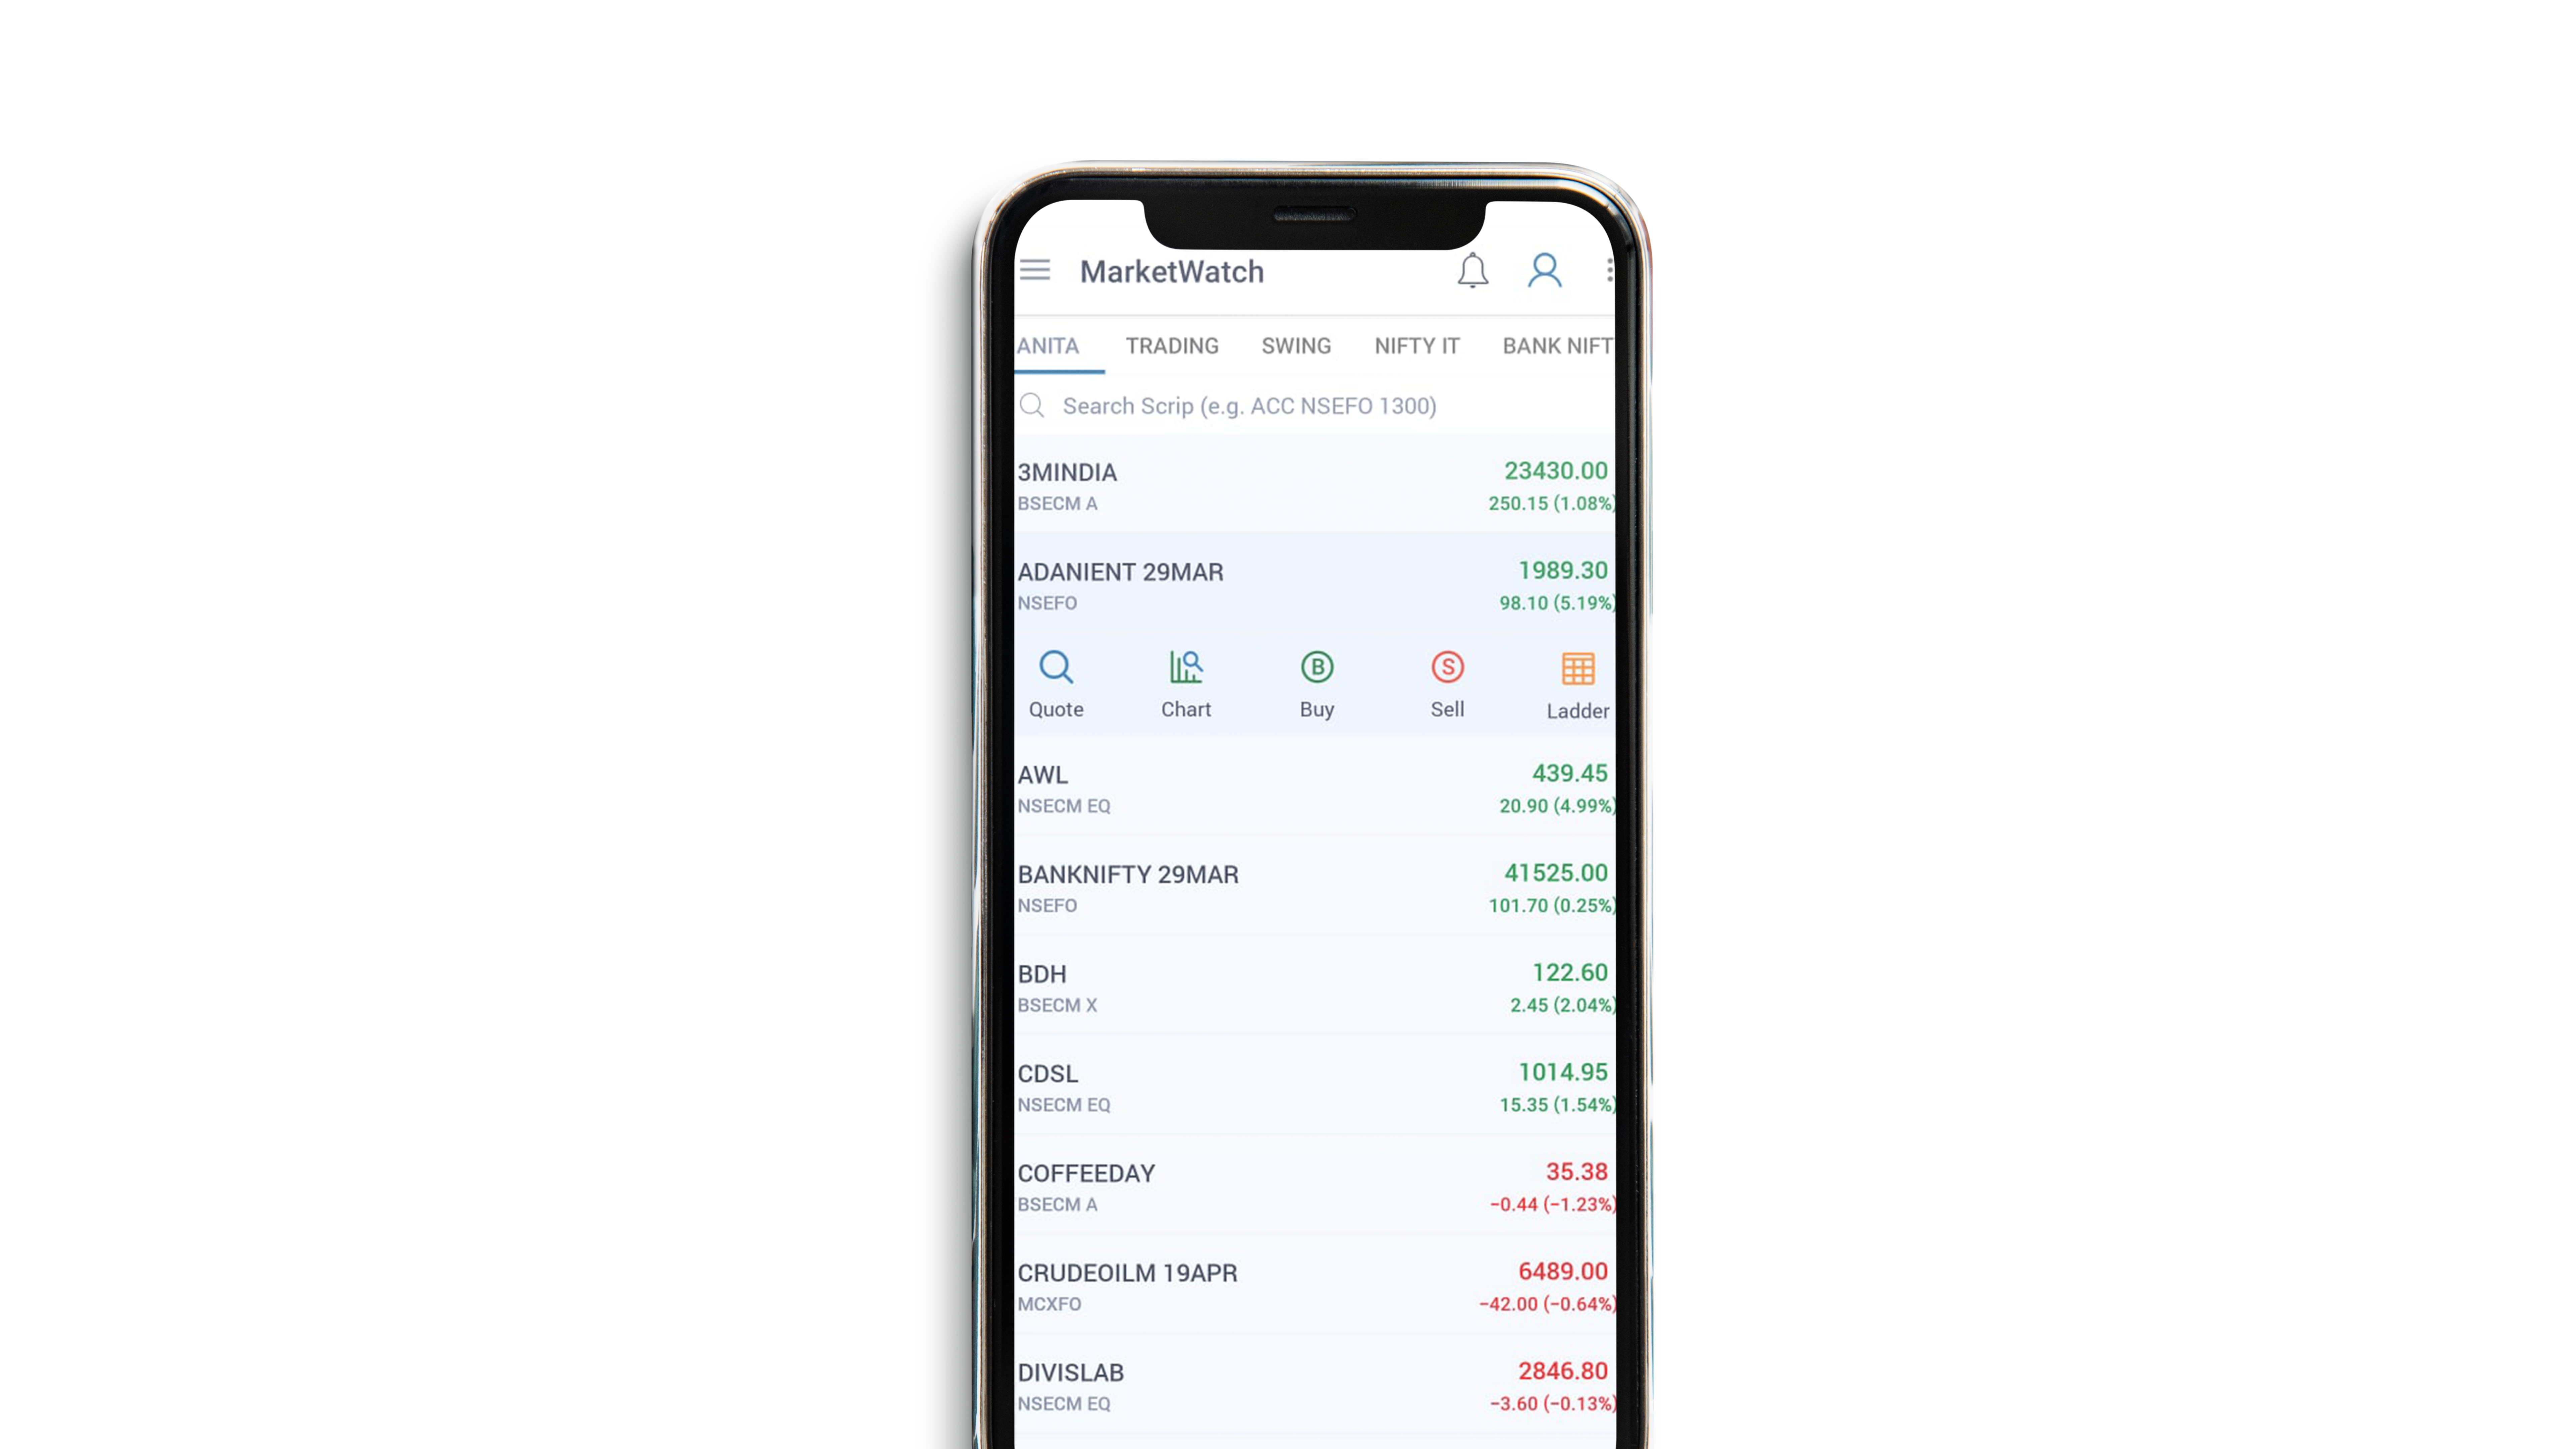 MarketWatch
ANITA TRADING SWING NIFTY IT BANK NIFT
Search Scrip (e.g. ACC NSEFO 1300)
3MINDIA 23430.00
BSECM A 250.15 (1.08%)
ADANIENT 29MAR 1989.30
NSEFO 98.10 (5.19%)
B S
Quote Chart Buy Sell Ladder
AWL 439.45
NSECM EQ 20.90 (4.99%)
BANKNIFTY 29MAR 41525.00
NSEFO 101.70 (0.25%)
BDH 122.60
BSECM X 2.45 (2.04%)
CDSL 1014.95
NSECM EQ 15.35 (1.54%)
COFFEEDAY 35.38
BSECM A −0.44 (−1.23%)
CRUDEOILM 19APR 6489.00
MCXFO −42.00 (−0.64%)
DIVISLAB 2846.80
NSECM EQ −3.60 (−0.13%)